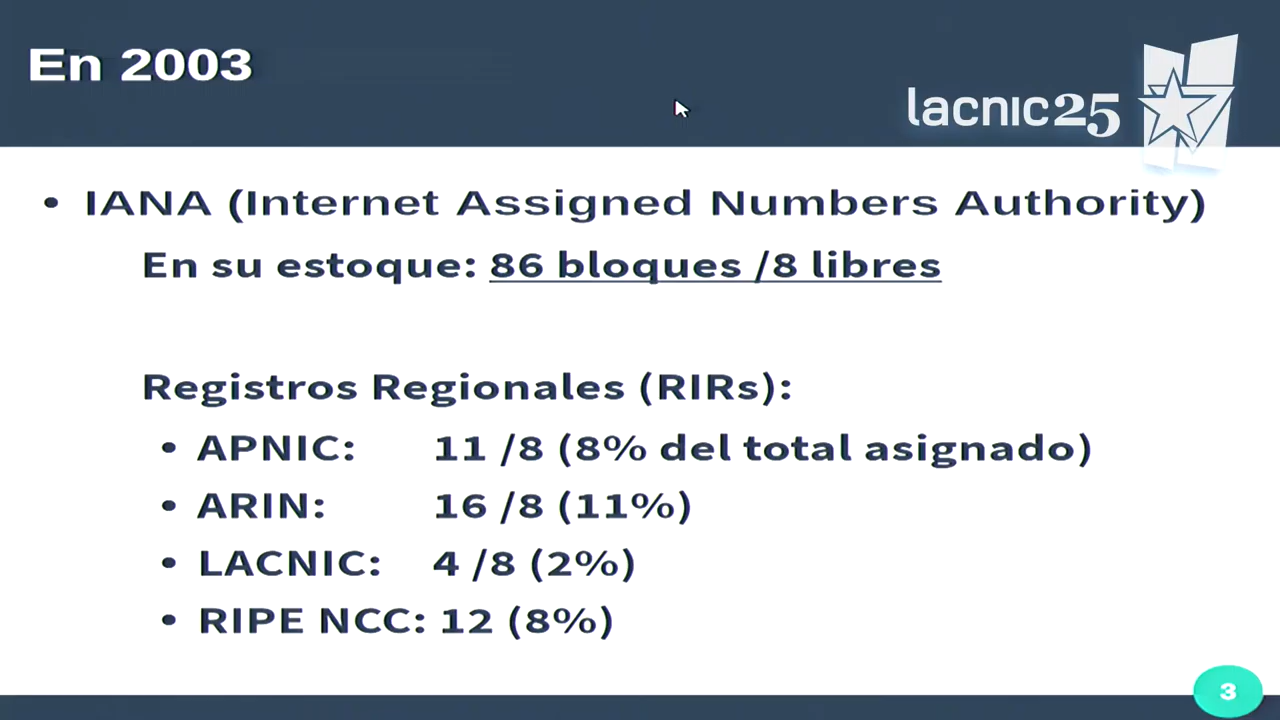 En 2003
lacnic25
• IANA (Internet Assigned Numbers Authority)
En su estoque: 86 bloques /8 libres
Registros Regionales (RIRs):
• APNIC: 11 /8 (8% del total asignado)
• ARIN: 16 /8 (11%)
• LACNIC: 4 /8 (2%)
• RIPE NCC: 12 (8%)
3